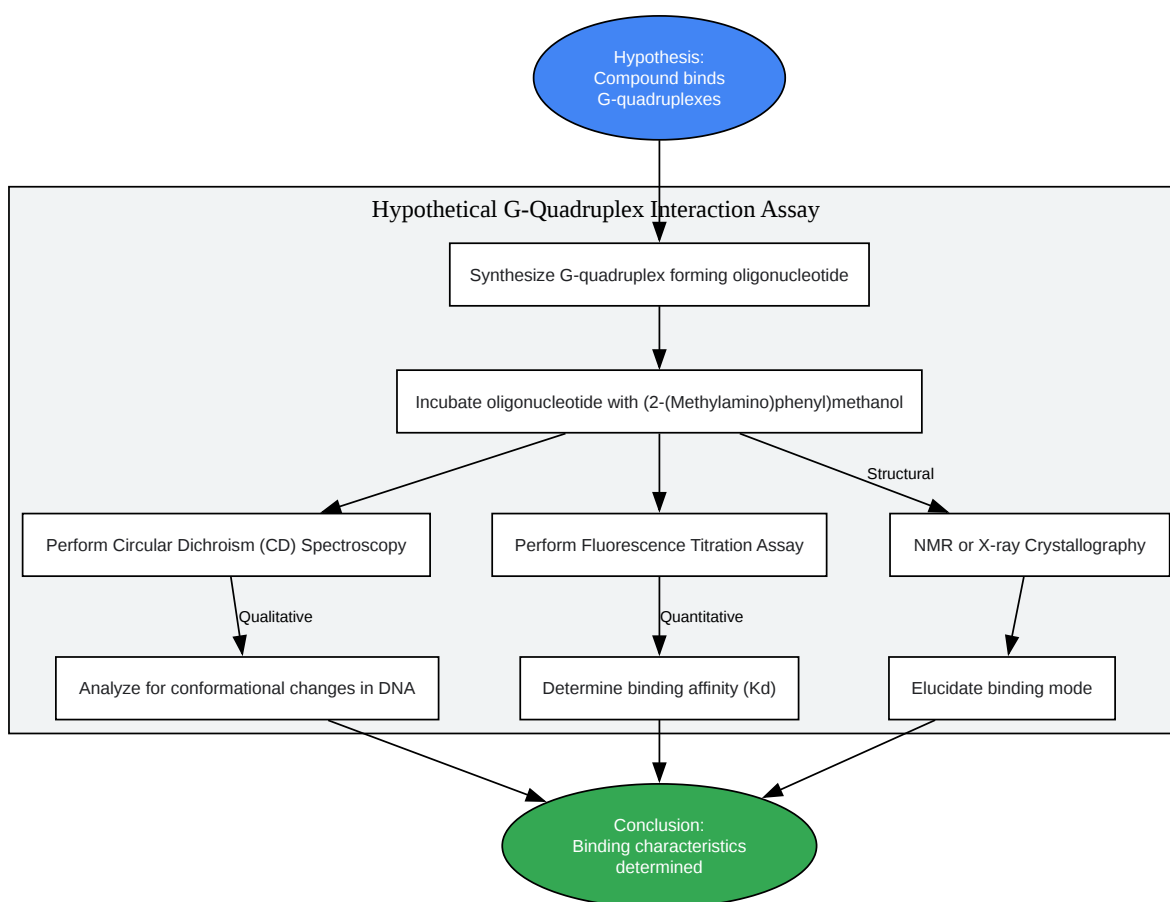 Hypothesis:
Compound binds
G-quadruplexes
Hypothetical G-Quadruplex Interaction Assay
Synthesize G-quadruplex forming oligonucleotide
Incubate oligonucleotide with (2-(Methylamino)phenyl)methanol
Structural
Perform Circular Dichroism (CD) Spectroscopy
Perform Fluorescence Titration Assay
NMR or X-ray Crystallography
Qualitative
Quantitative
Analyze for conformational changes in DNA
Determine binding affinity (Kd)
Elucidate binding mode
Conclusion:
Binding characteristics
determined